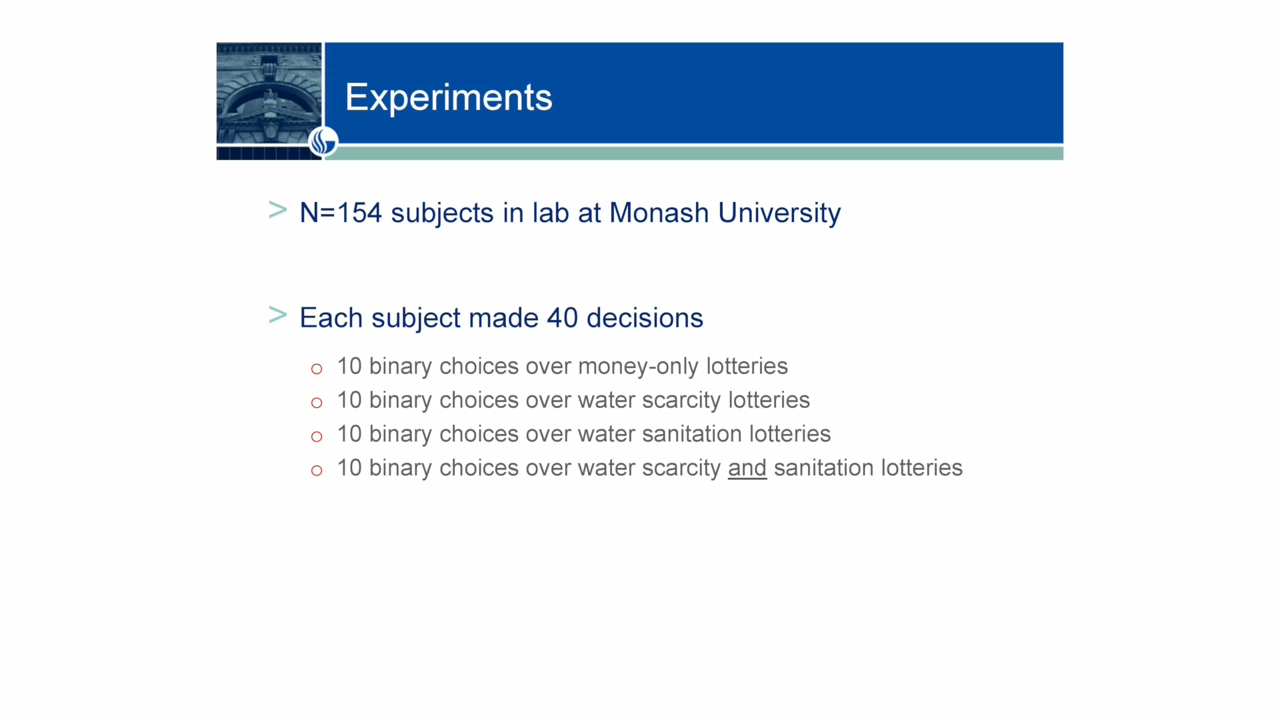 Experiments
> N=154 subjects in lab at Monash University
> Each subject made 40 decisions
o 10 binary choices over money-only lotteries
o 10 binary choices over water scarcity lotteries
o 10 binary choices over water sanitation lotteries
o 10 binary choices over water scarcity and sanitation lotteries